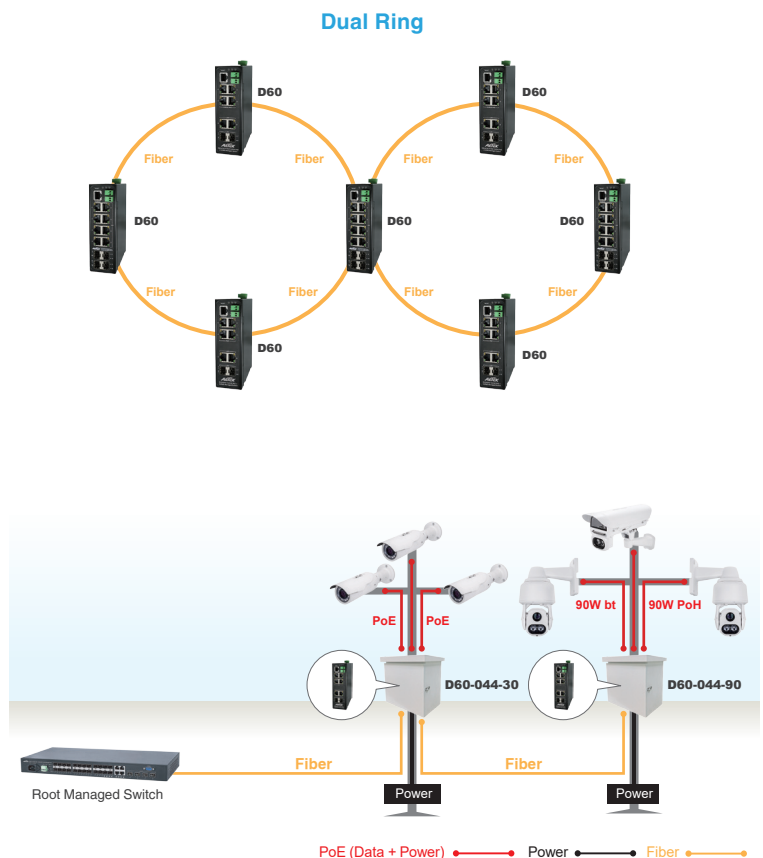 Dual Ring
D60
D60
Fiber
Fiber
Fiber
Fiber
D60
D60
D60
Fiber
Fiber
Fiber
Fiber
D60
D60
90W bt
90W PoH
PoE
PoE
D60-044-30
D60-044-90
Fiber
Fiber
Root Managed Switch
Power
Power
PoE (Data + Power)
Power
Fiber